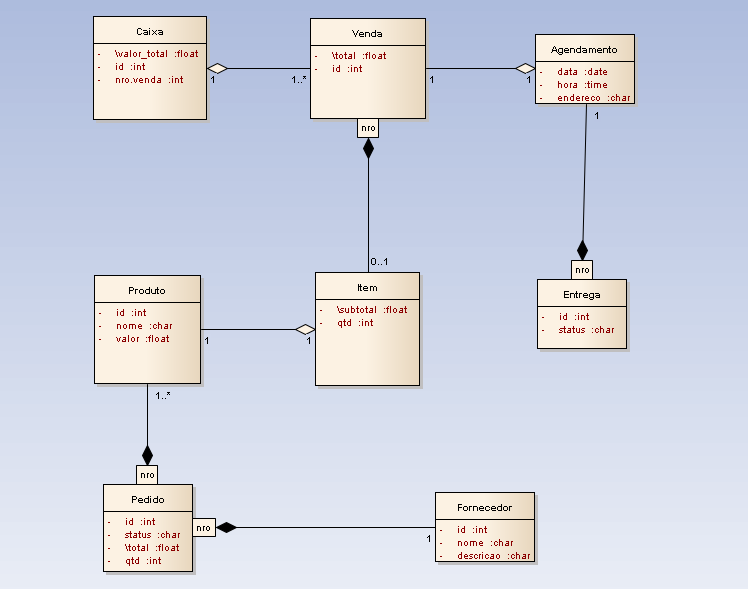 Caixa
- \valor_total :float
- id :int
- nro.venda :int
1
1..*
Venda
- \total :float
- id :int
nro
1
1
Agendamento
- data :date
- hora :time
- endereco :char
1
0..1
nro
Entrega
- id :int
- status :char
Produto
- id :int
- nome :char
- valor :float
1
1
Item
- \subtotal :float
- qtd :int
1..*
nro
Pedido
- id :int
- status :char
- \total :float
- qtd :int
nro
1
Fornecedor
- id :int
- nome :char
- descricao :char